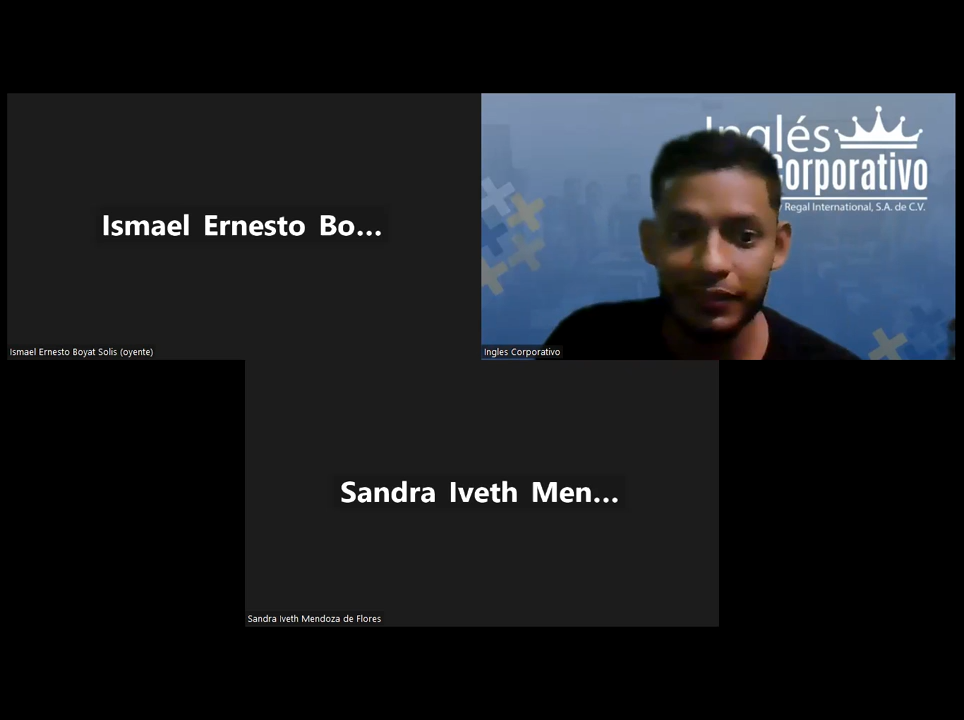 Ismael Ernesto Bo...
Ismael Ernesto Boyat Solis (oyente)
Inglés
Corporativo
y Regal International, S.A. de C.V.
Ingles Corporativo
Sandra Iveth Men...
Sandra Iveth Mendoza de Flores